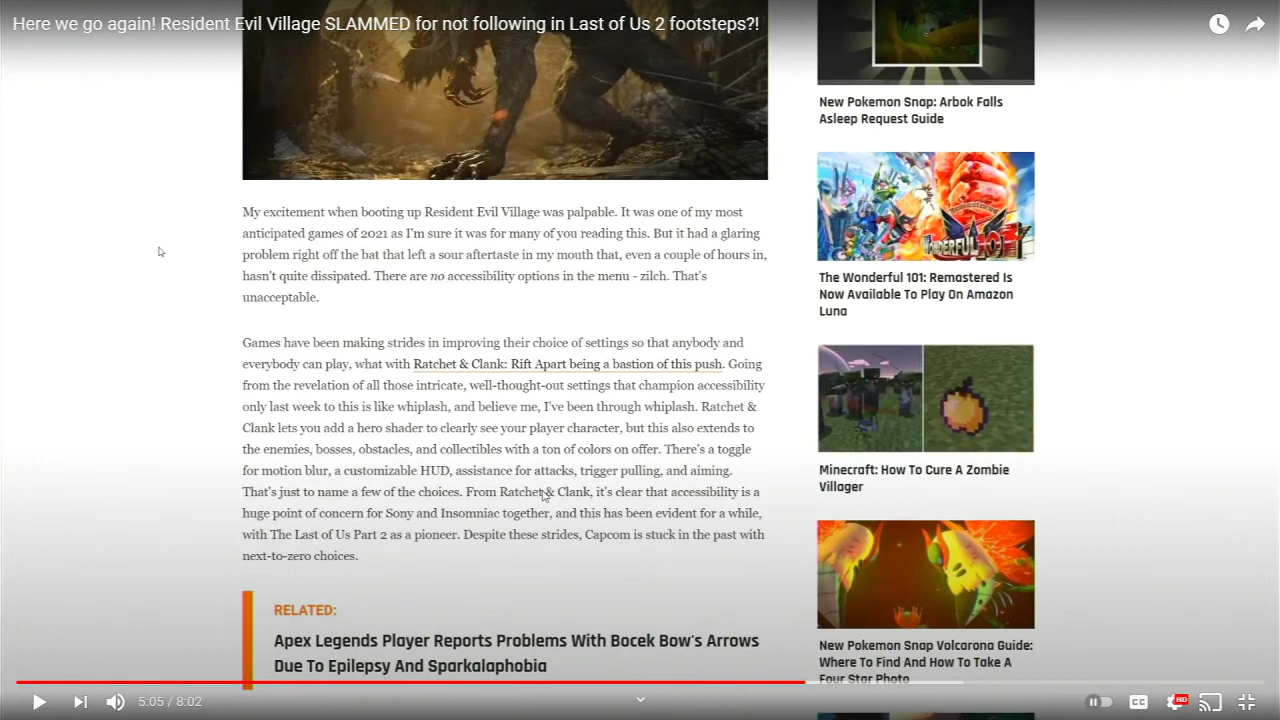 Here we go again! Resident Evil Village SLAMMED for not following in Last of Us 2 footsteps?!
My excitement when booting up Resident Evil Village was palpable. It was one of my most
anticipated games of 2021 as I'm sure it was for many of you reading this. But it had a glaring
problem right off the bat that left a sour aftertaste in my mouth that, even a couple of hours in,
hasn't quite dissipated. There are no accessibility options in the menu - zilch. That's
unacceptable.
Games have been making strides in improving their choice of settings so that anybody and
everybody can play, what with Ratchet & Clank: Rift Apart being a bastion of this push. Going
from the revelation of all those intricate, well-thought-out settings that champion accessibility
only last week to this is like whiplash, and believe me, I've been through whiplash. Ratchet &
Clank lets you add a hero shader to clearly see your player character, but this also extends to
the enemies, bosses, obstacles, and collectibles with a ton of colors on offer. There's a toggle
for motion blur, a customizable HUD, assistance for attacks, trigger pulling, and aiming.
That's just to name a few of the choices. From Ratchet & Clank, it's clear that accessibility is a
huge point of concern for Sony and Insomniac together, and this has been evident for a while,
with The Last of Us Part 2 as a pioneer. Despite these strides, Capcom is stuck in the past with
next-to-zero choices.
RELATED:
Apex Legends Player Reports Problems With Bocek Bow's Arrows
Due To Epilepsy And Sparkalaphobia
New Pokemon Snap: Arbok Falls
Asleep Request Guide
Remastered
WONDERFUL 101
The Wonderful 101: Remastered Is
Now Available To Play On Amazon
Luna
Minecraft: How To Cure A Zombie
Villager
New Pokemon Snap Volcarona Guide:
Where To Find And How To Take A
Four Star Photo
5:05 / 8:02
CC
HD